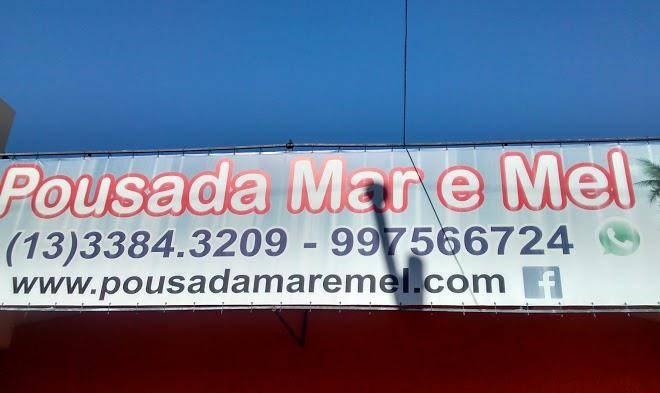 Pousada Mar e Mel
(13)3384.3209 - 997566724
www.pousadamaremel.com f